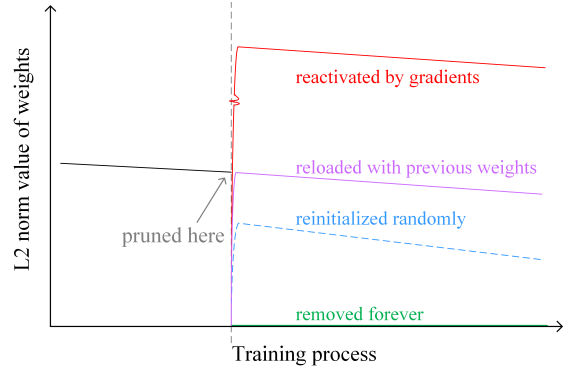 L2 norm value of weights
reactivated by gradients
reloaded with previous weights
reinitialized randomly
pruned here
removed forever
Training process